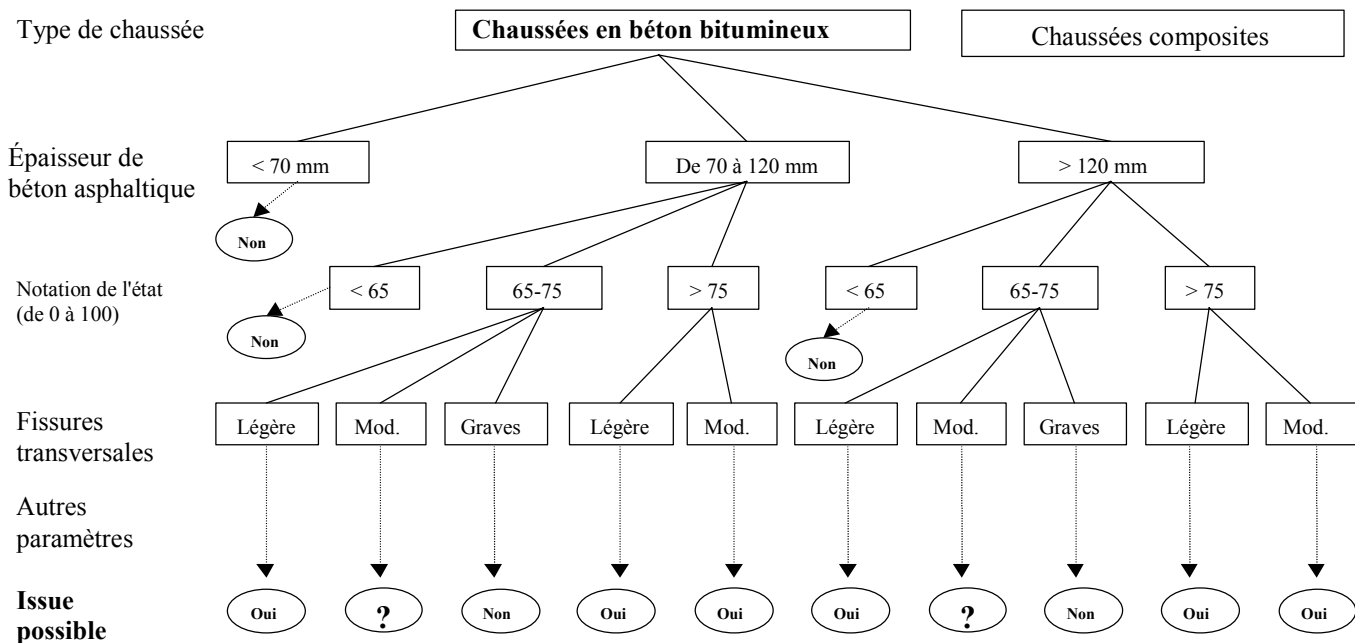 Type de chaussée
Chaussées en béton bitumineux
Chaussées composites
Épaisseur de
béton asphaltique
< 70 mm
De 70 à 120 mm
> 120 mm
Non
Notation de l'état
(de 0 à 100)
< 65
65-75
> 75
< 65
65-75
> 75
Non
Non
Fissures
transversales
Légère
Mod.
Graves
Légère
Mod.
Légère
Mod.
Graves
Légère
Mod.
Autres
paramètres
Issue
possible
Oui
?
Non
Oui
Oui
Oui
?
Non
Oui
Oui